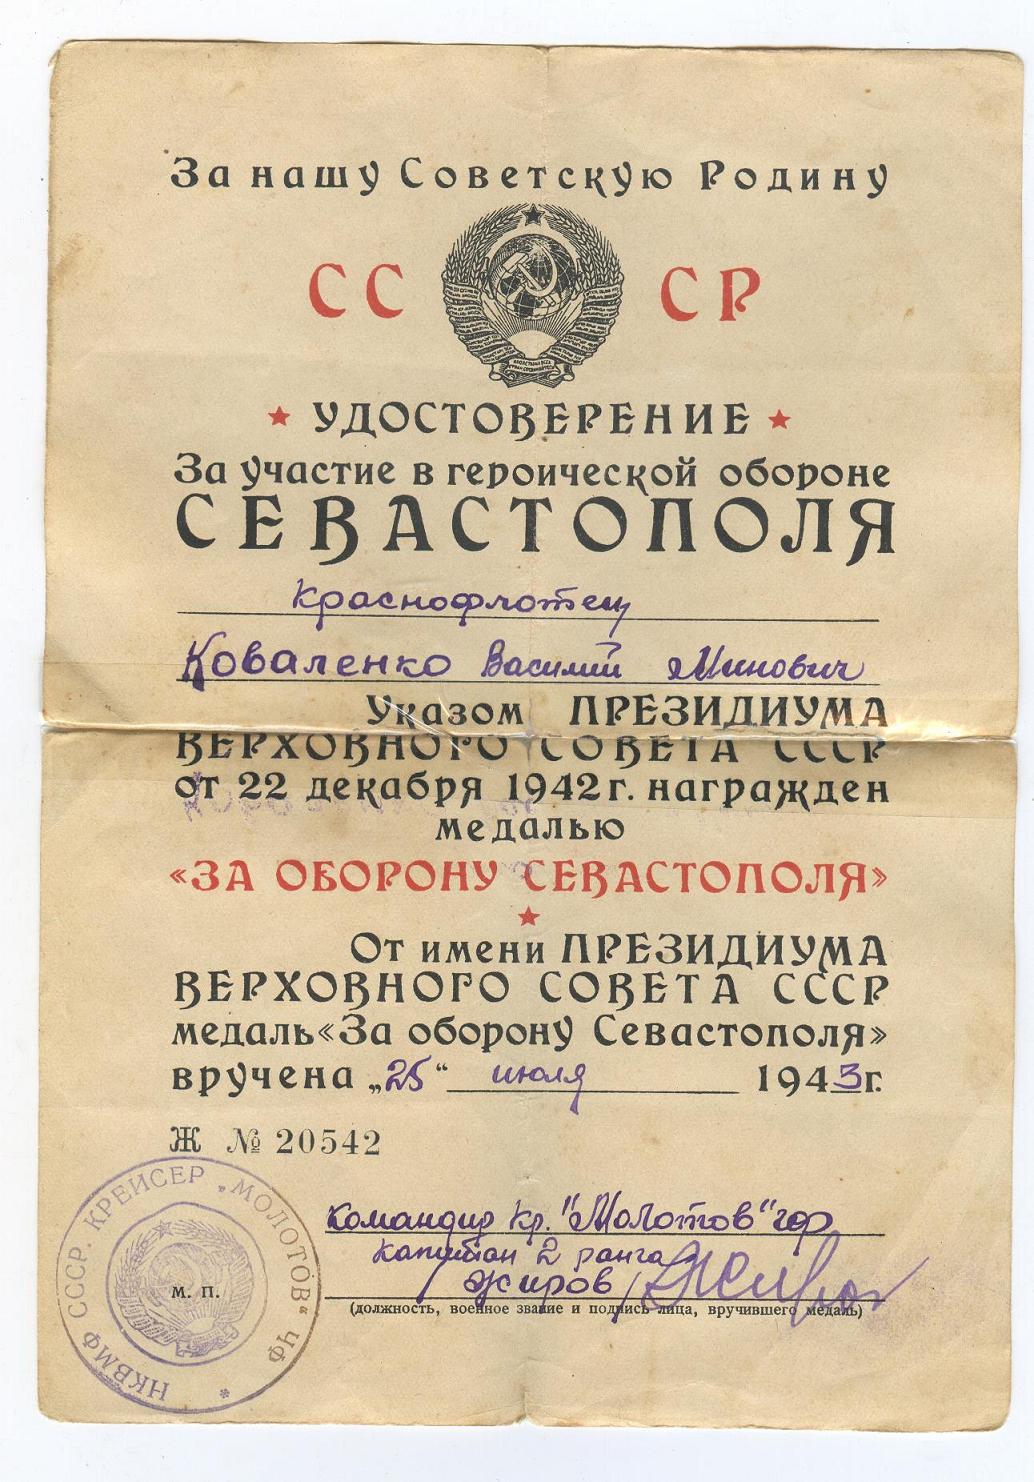 За нашу Советскую Родину
СС СР
УДОСТОВЕРЕНИЕ
За участие в героической обороне
СЕВАСТОПОЛЯ
Краснофлотец
Коваленко Василий Минович
Указом ПРЕЗИДИУМА
ВЕРХОВНОГО СОВЕТА СССР
от 22 декабря 1942 г. награжден
медалью
«ЗА ОБОРОНУ СЕВАСТОПОЛЯ»
От имени ПРЕЗИДИУМА
ВЕРХОВНОГО СОВЕТА СССР
медаль «За оборону Севастополя»
вручена „25“ июля 1943 г.
Ж № 20542
Командир кр. "Молотов" гвр
капитан 2 ранга
Жиров
(должность, военное звание и подпись лица, вручившего медаль)
м. п.
НКВМФ СССР. КРЕЙСЕР „МОЛОТОВ“ ЧФ *